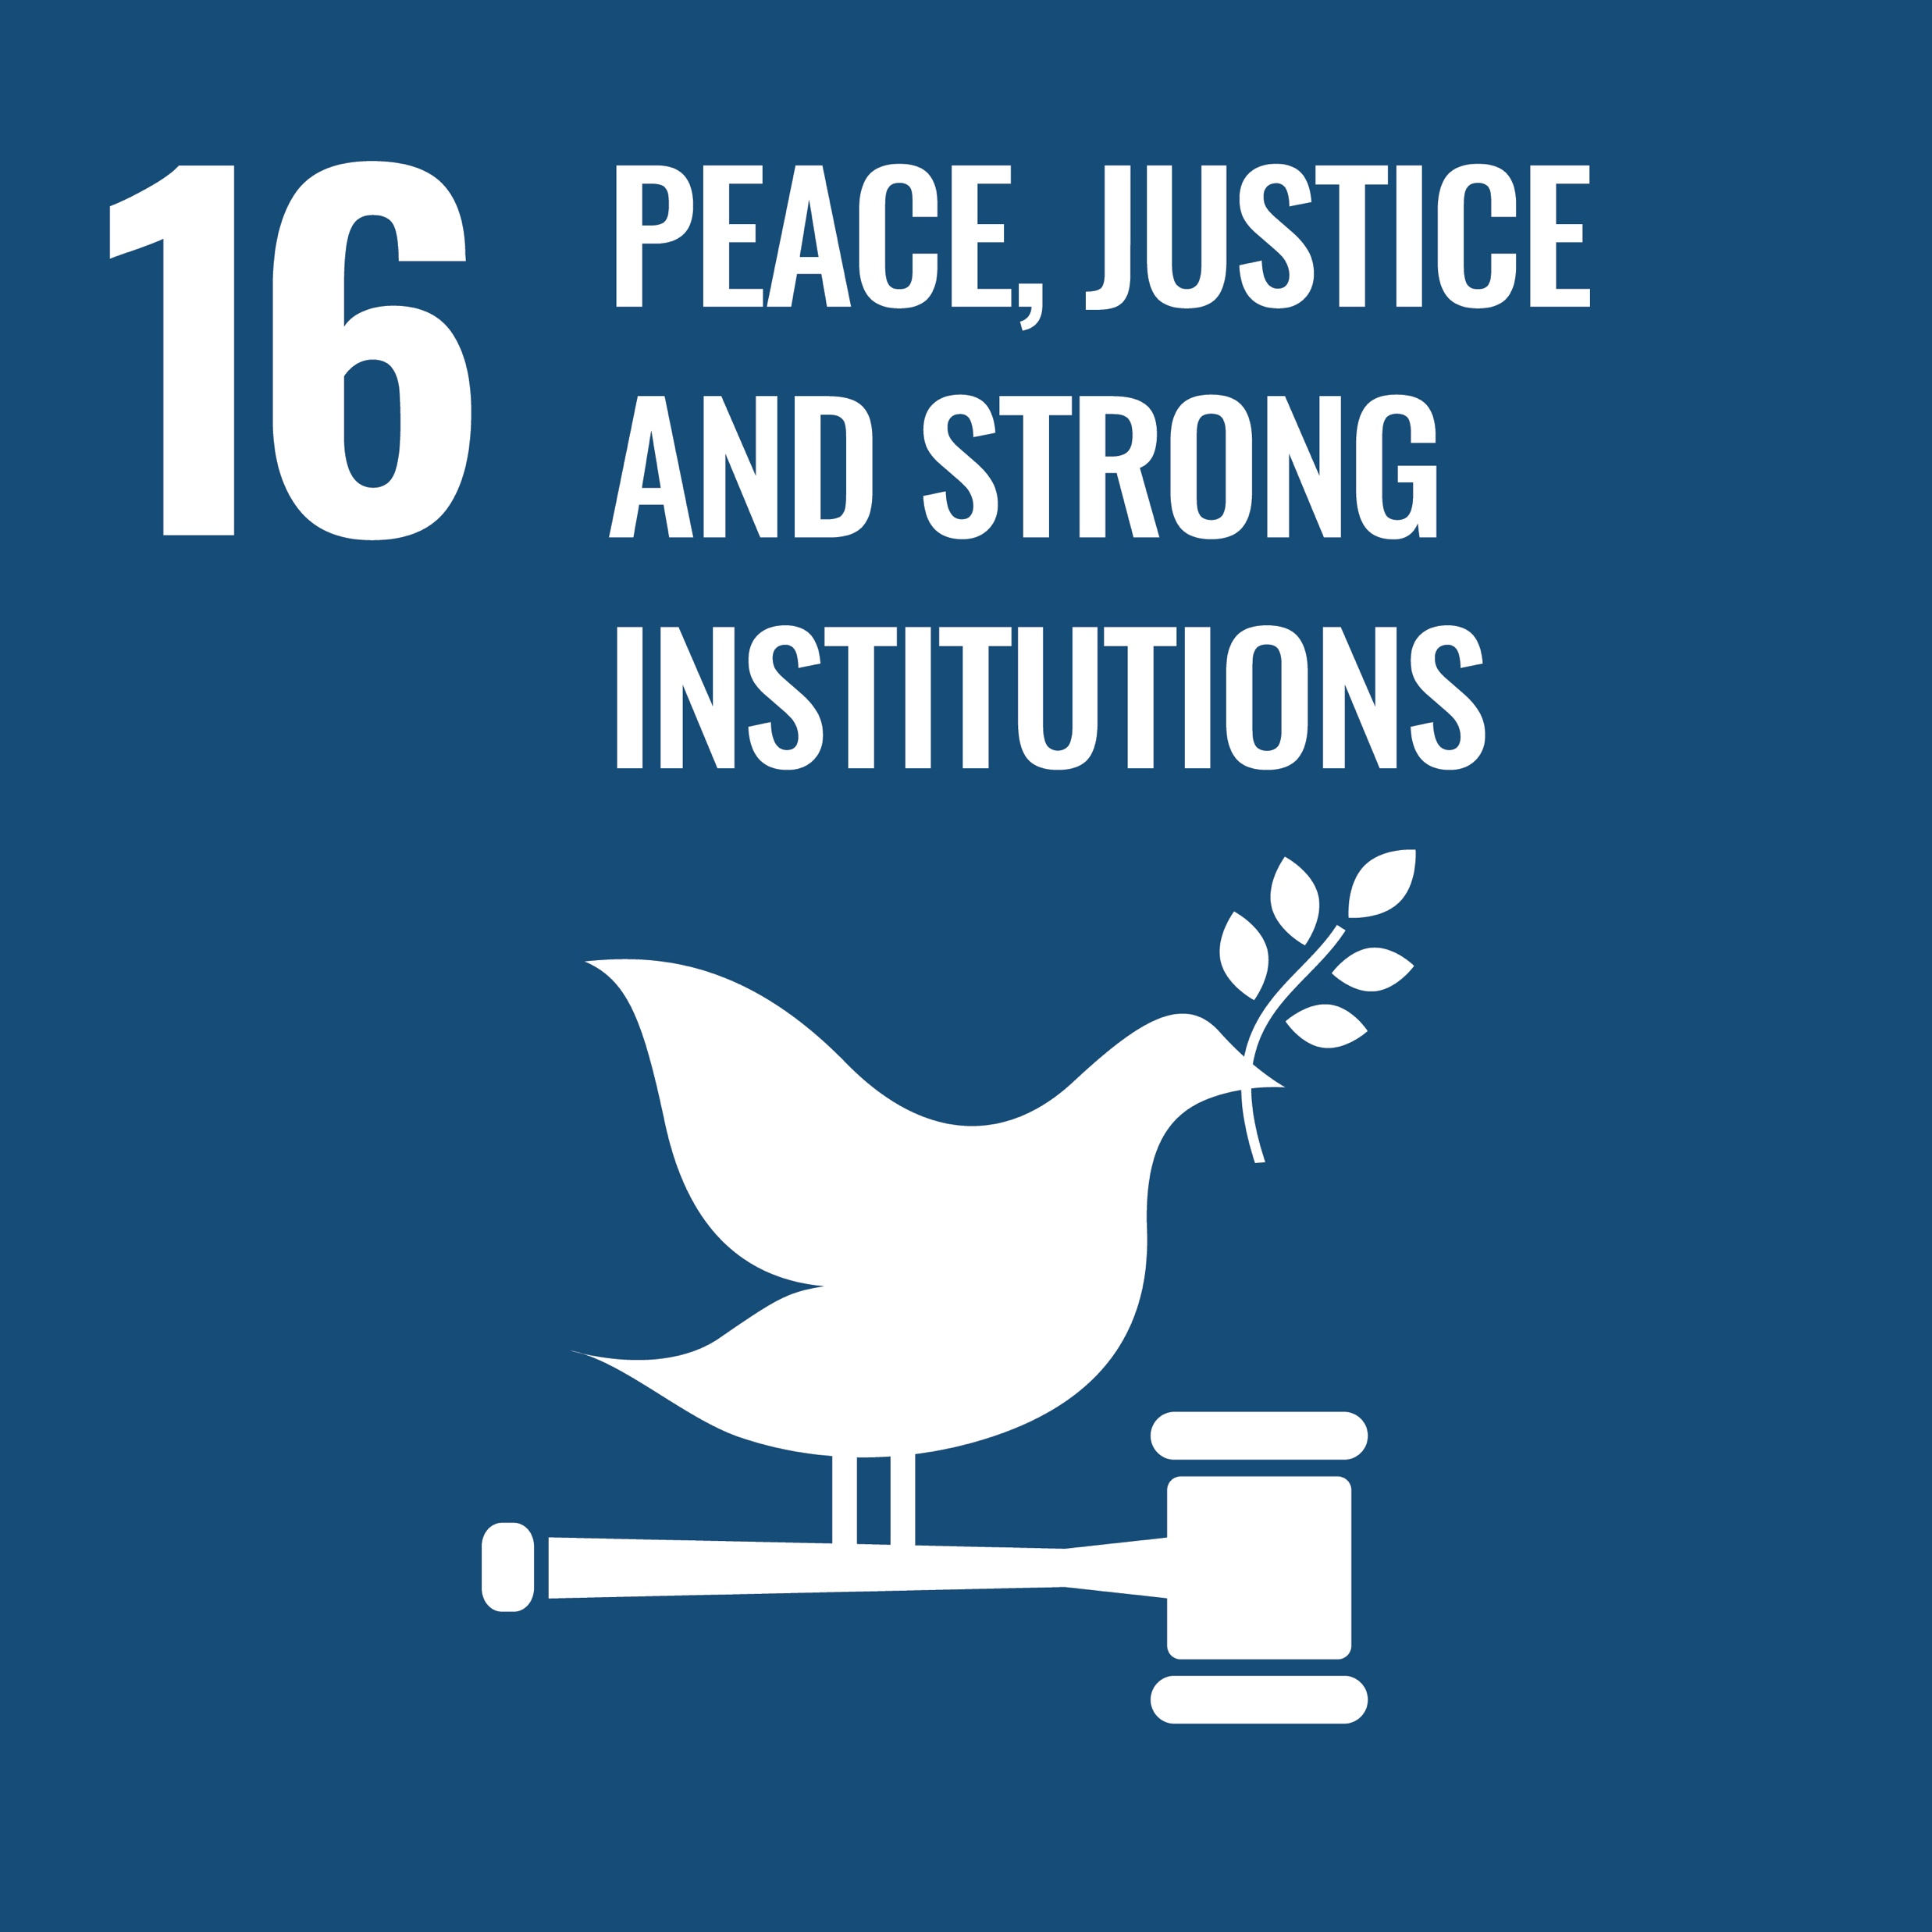 16
PEACE, JUSTICE
AND STRONG
INSTITUTIONS